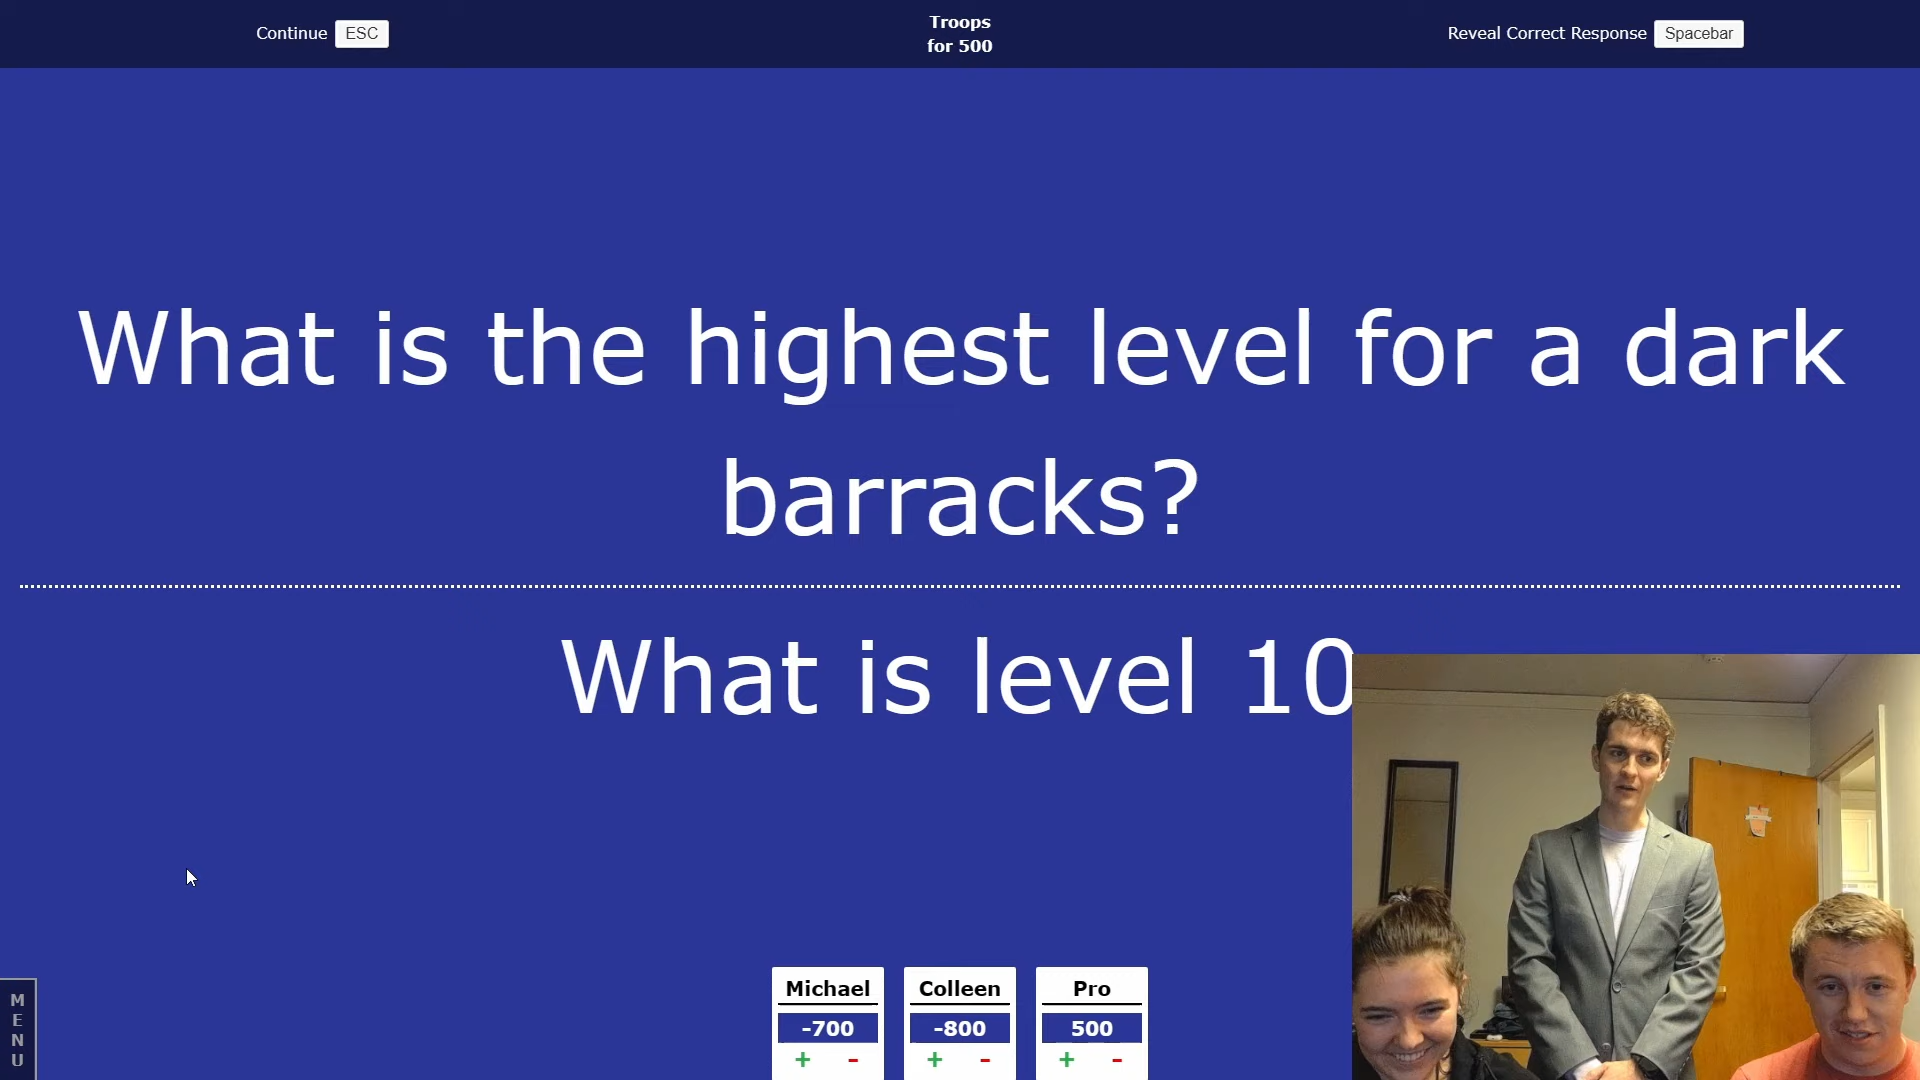 Continue ESC
Troops
for 500
Reveal Correct Response Spacebar
What is the highest level for a dark
barracks?
What is level 10
MENU
Michael Colleen Pro
-700 -800 500
+ - + - + -